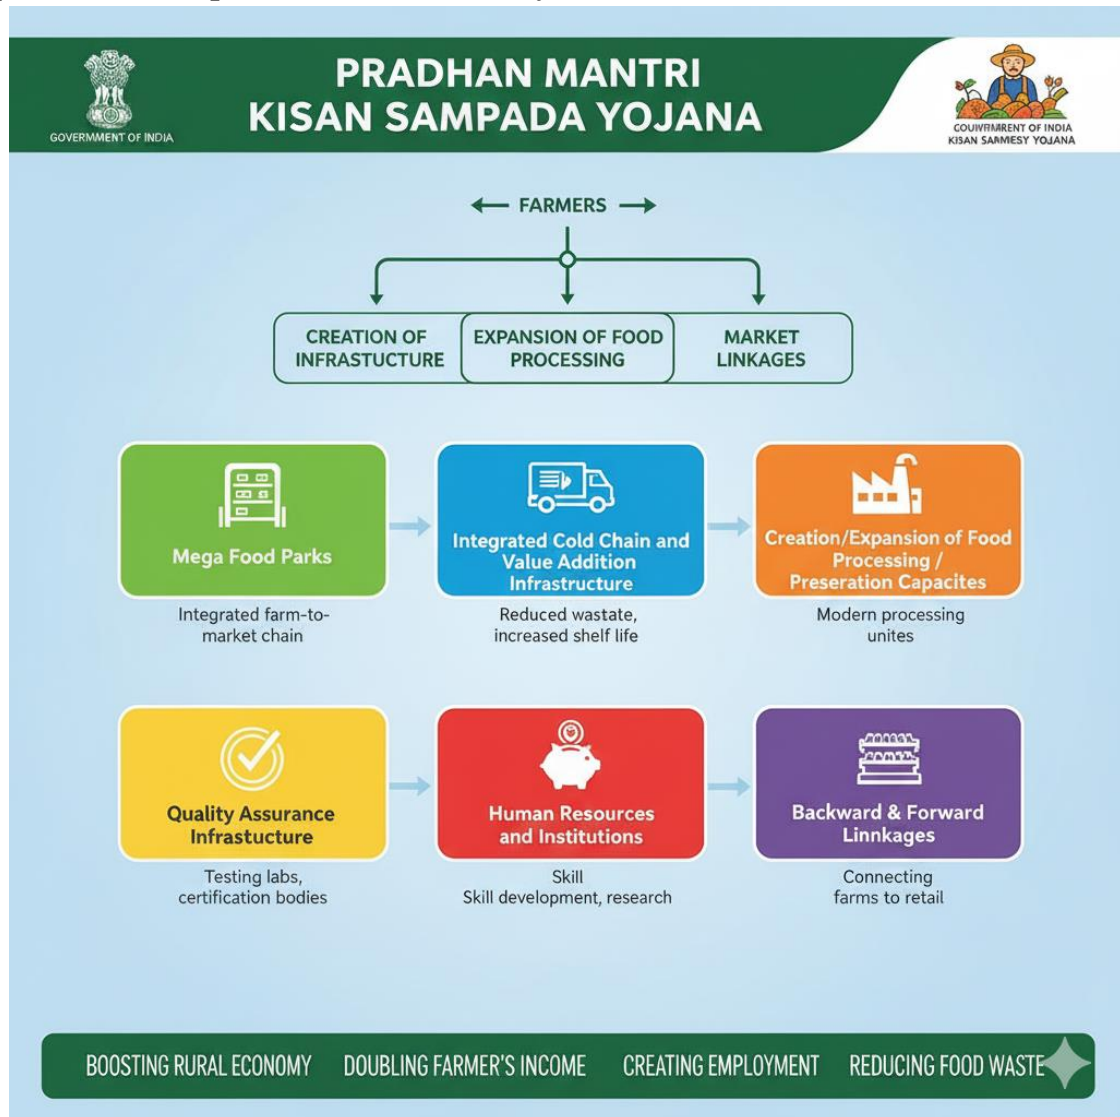 PRADHAN MANTRI
KISAN SAMPADA YOJANA
GOVERMMENT OF INDIA
COUIVRMARENT OF INDIA
KISAN SANMESY YOLANA
FARMERS
CREATION OF
INFRASTUCTURE
EXPANSION OF FOOD
PROCESSING
MARKET
LINKAGES
Mega Food Parks
Integrated farm-to-
market chain
Integrated Cold Chain and
Value Addition
Infrastructure
Reduced wastate,
increased shelf life
Creation/Expansion of Food
Processing /
Preseration Capacites
Modern processing
unites
Quality Assurance
Infrastucture
Testing labs,
certification bodies
Human Resources
and Institutions
Skill
Skill development, research
Backward & Forward
Linnkages
Connecting
farms to retail
BOOSTING RURAL ECONOMY DOUBLING FARMER'S INCOME CREATING EMPLOYMENT REDUCING FOOD WASTE